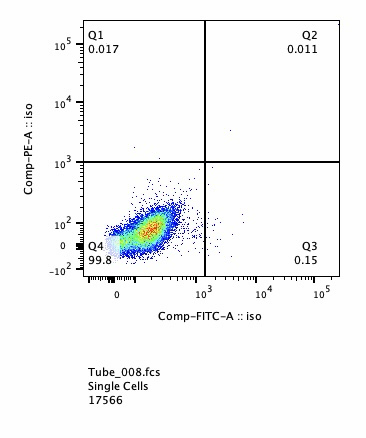 Q1
0.017
Q2
0.011
10^5
10^4
10^3
10^2
0
-10^2
Comp-PE-A :: iso
Q4
99.8
Q3
0.15
0
10^3
10^4
10^5
Comp-FITC-A :: iso
Tube_008.fcs
Single Cells
17566